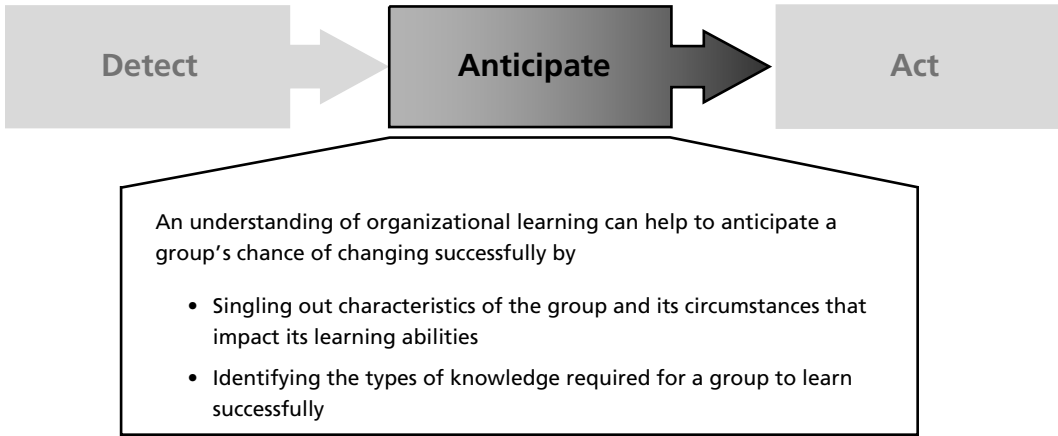 Detect
Anticipate
Act
An understanding of organizational learning can help to anticipate a
group’s chance of changing successfully by
• Singling out characteristics of the group and its circumstances that
impact its learning abilities
• Identifying the types of knowledge required for a group to learn
successfully